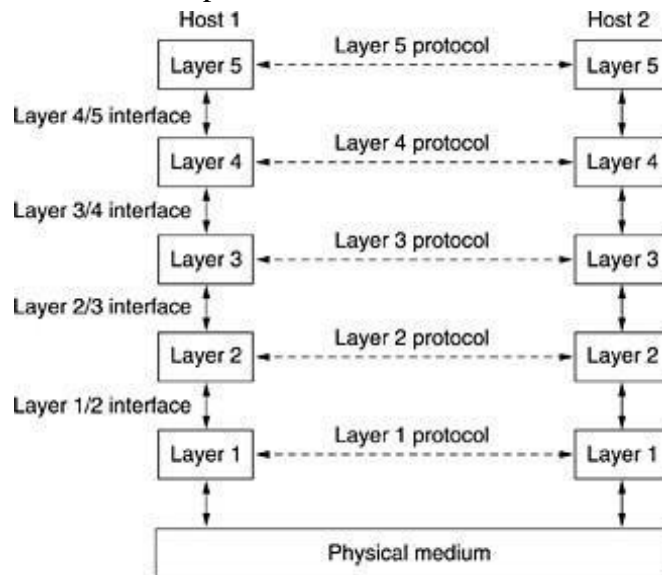 Host 1
Host 2
Layer 5 protocol
Layer 5
Layer 5
Layer 4/5 interface
Layer 4 protocol
Layer 4
Layer 4
Layer 3/4 interface
Layer 3 protocol
Layer 3
Layer 3
Layer 2/3 interface
Layer 2 protocol
Layer 2
Layer 2
Layer 1/2 interface
Layer 1 protocol
Layer 1
Layer 1
Physical medium